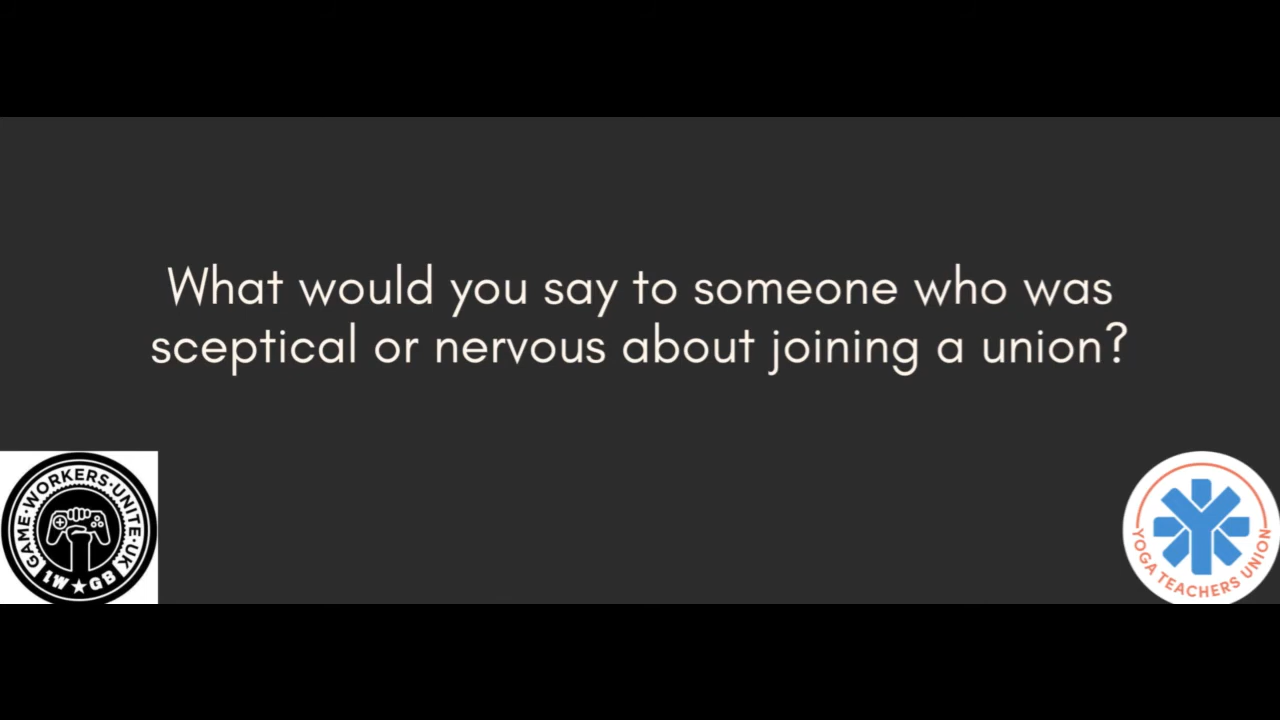 What would you say to someone who was
sceptical or nervous about joining a union?
GAME·WORKERS·UNITE·UK
IW★GB
YOGA TEACHERS UNION